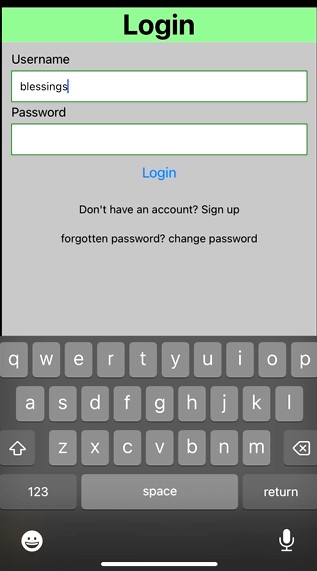 Login
Username
blessings
Password
Login
Don't have an account? Sign up
forgotten password? change password
q w e r t y u i o p
a s d f g h j k l
z x c v b n m
123 space return